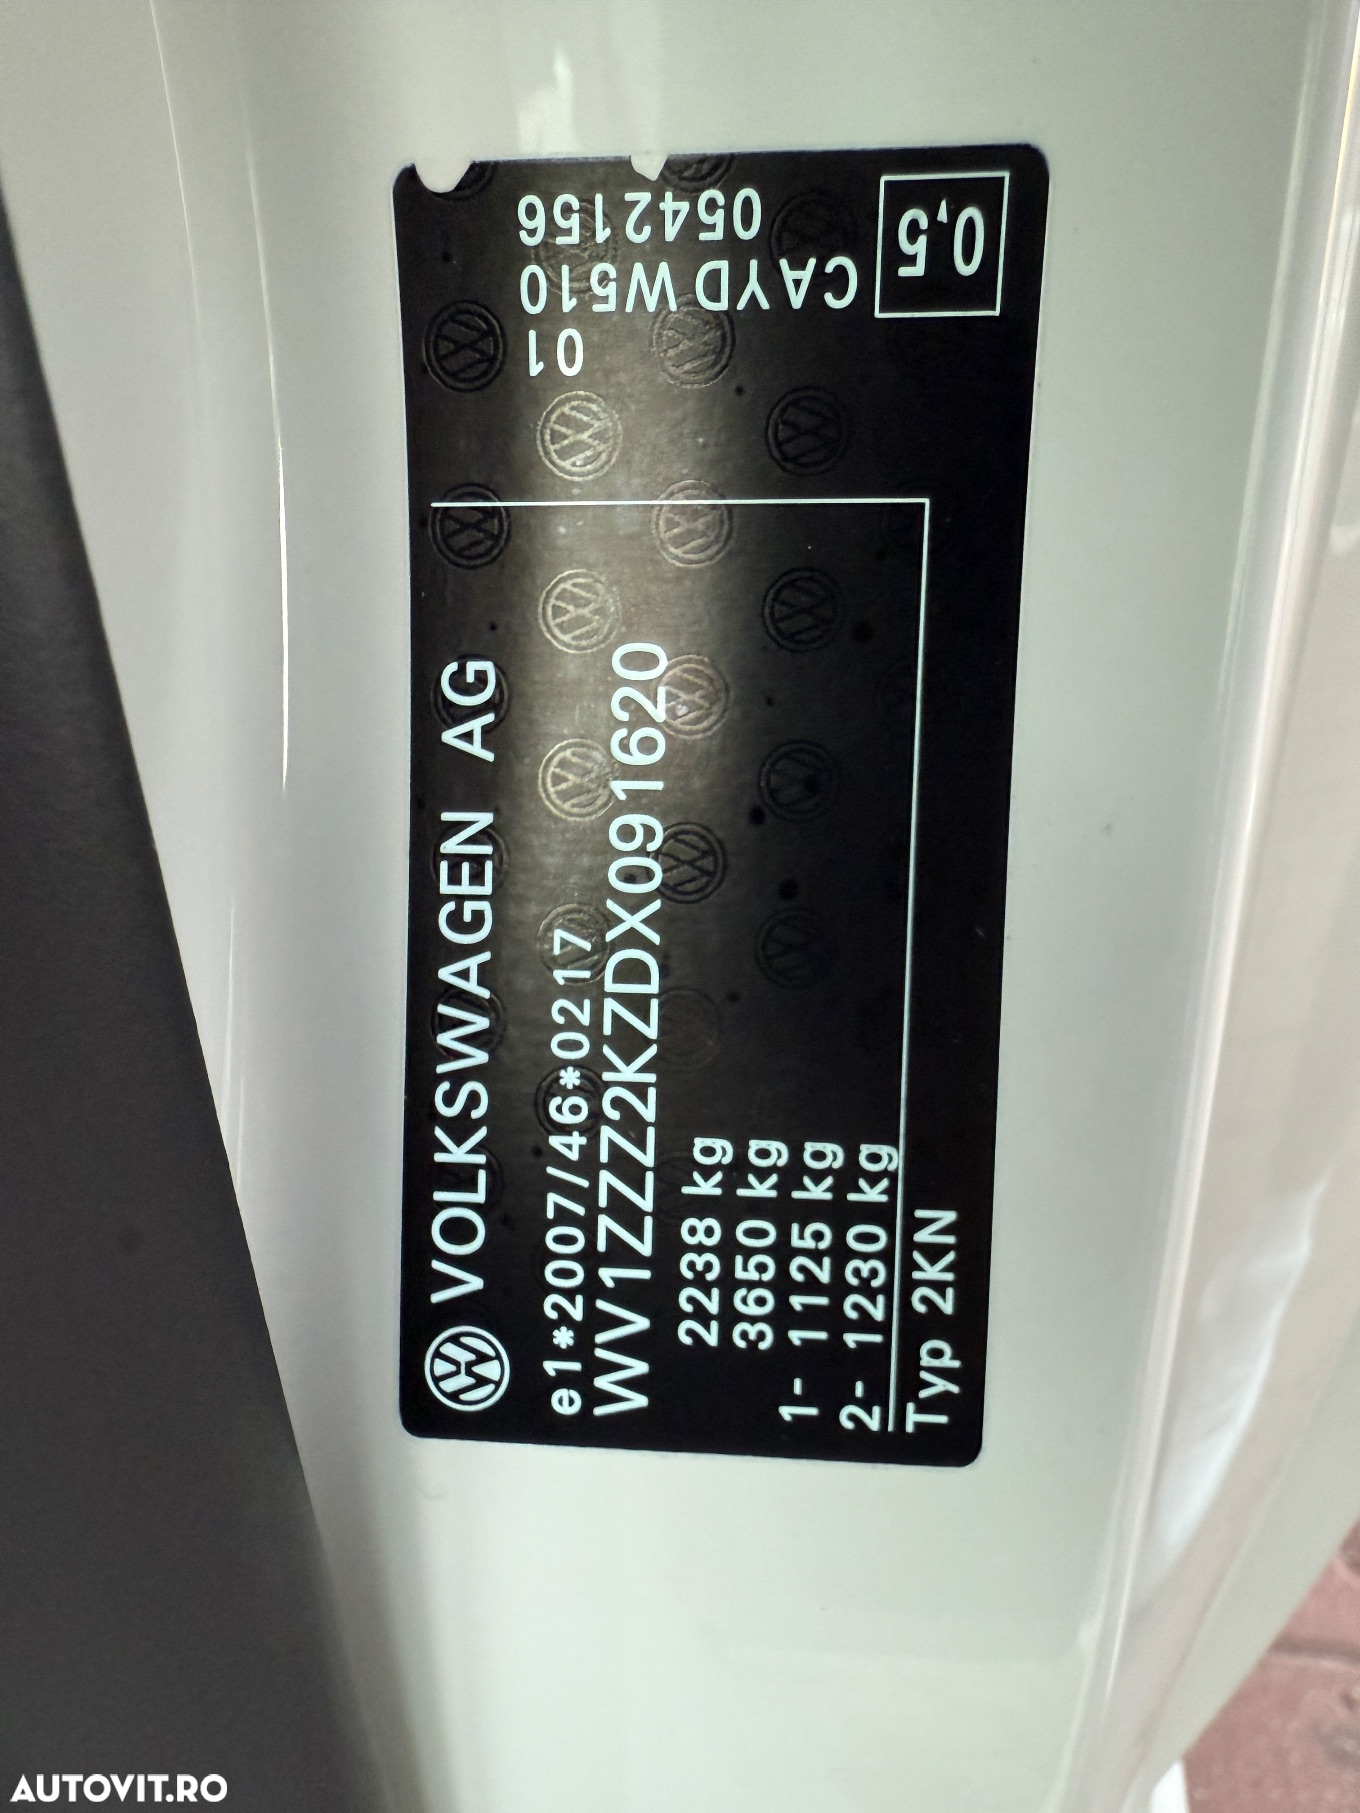 VOLKSWAGEN AG
e1*2007/46*0217
WV1ZZZ2KZDX091620
2238 kg
3650 kg
1- 1125 kg
2- 1230 kg
Typ 2KN
0542156
CAYD W510
01
0,5
AUTOVIT.RO